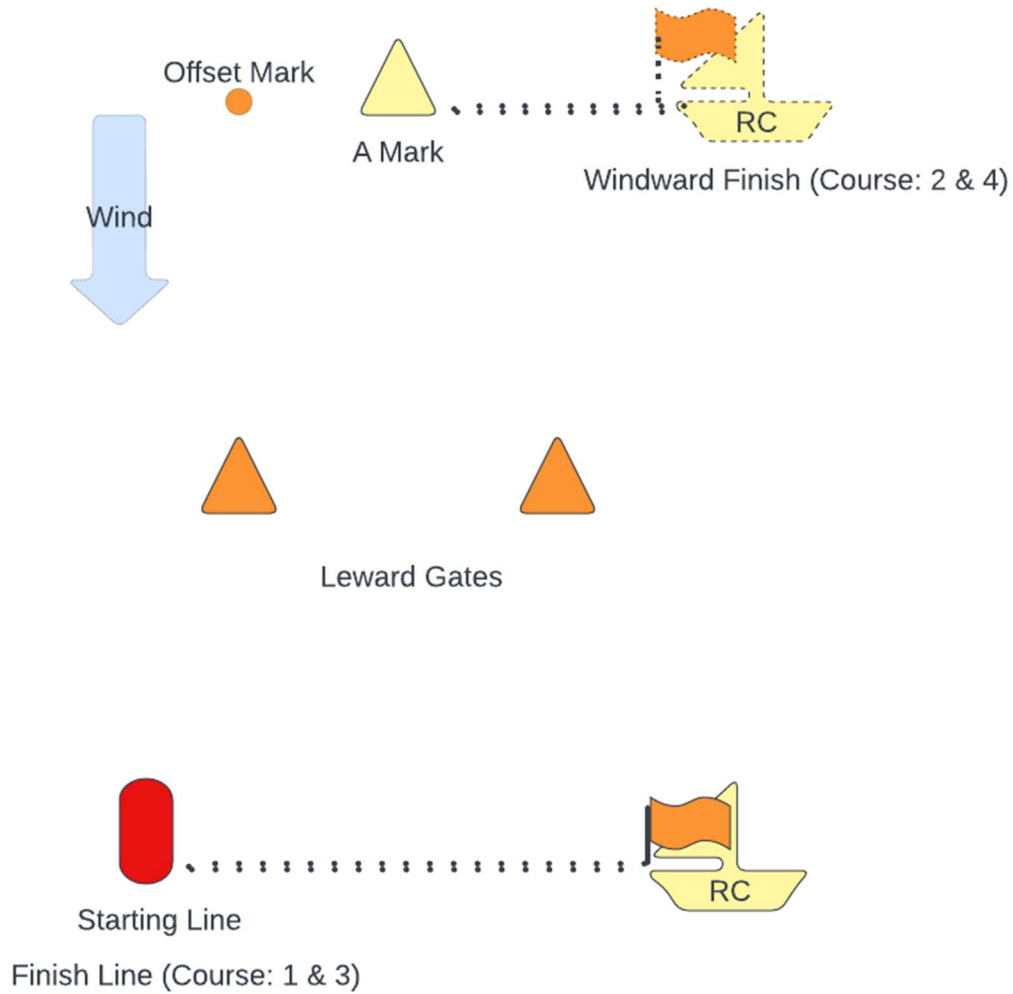 Offset Mark
A Mark
RC
Windward Finish (Course: 2 & 4)
Wind
Leward Gates
RC
Starting Line
Finish Line (Course: 1 & 3)